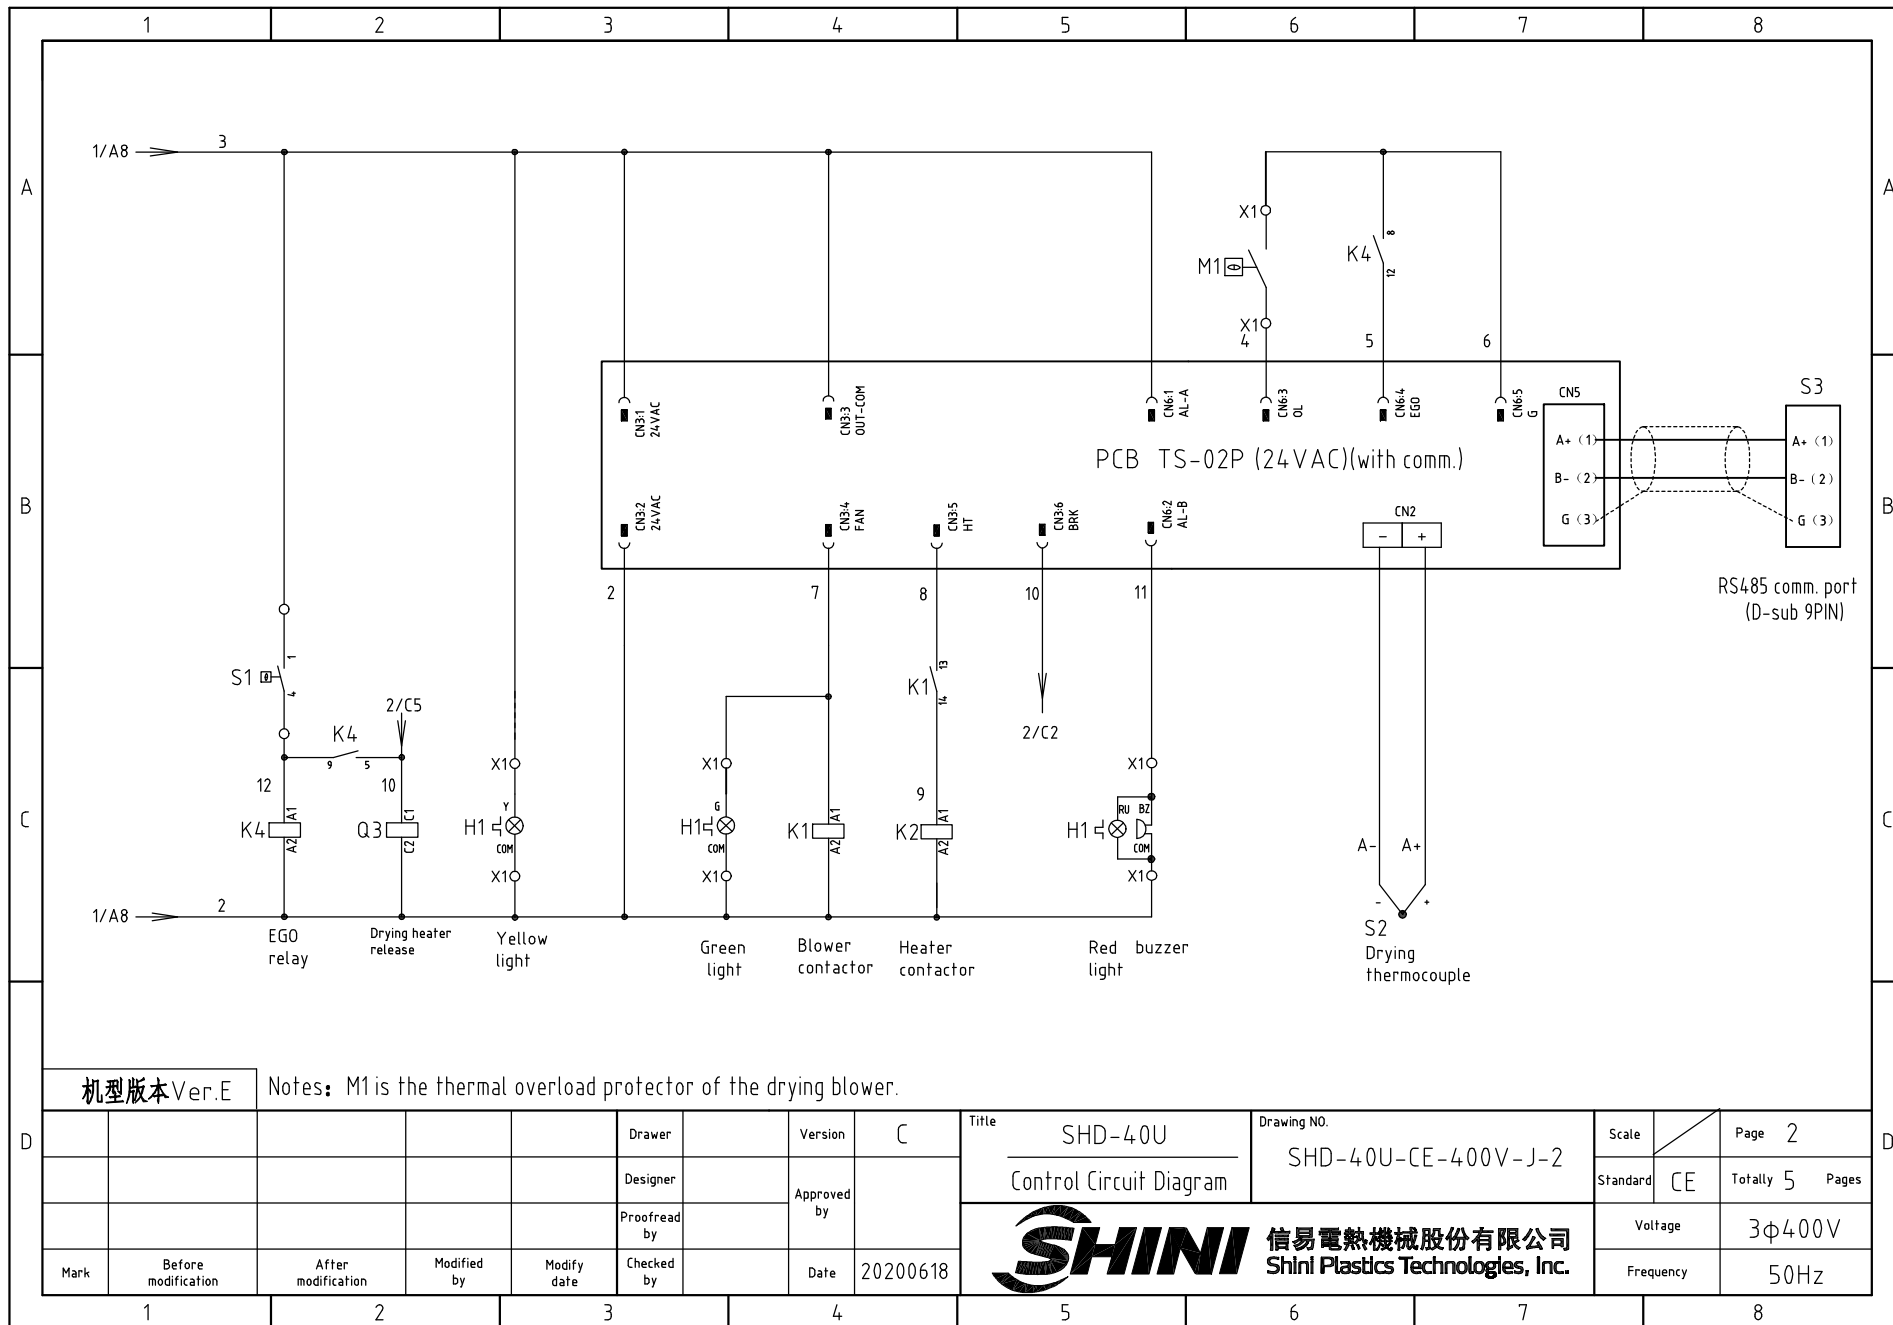 1 2 3 4 5 6 7 8
A A
B B
C C
D D
1/A8 3
X1
M1
X1
4
K4 8 12
5
6
CN3:1 24VAC
CN3:3 OUT-COM
CN6:1 AL-A
CN6:3 OL
CN6:4 EGO
CN6:5 G
CN5
A+ (1)
B- (2)
G (3)
S3
A+ (1)
B- (2)
G (3)
PCB TS-02P (24VAC)(with comm.)
CN3:2 24VAC
CN3:4 FAN
CN3:5 HT
CN3:6 BRK
CN6:2 AL-B
CN2
- +
RS485 comm. port
(D-sub 9PIN)
2 7 8 10 11
S1 1 4
K1 13 14
2/C5
2/C2
K4
9 5
12 10
X1 X1 X1
9
K4 A1 A2
Q3 C1 C2
H1 Y COM
H1 G COM
K1 A1 A2
K2 A1 A2
H1 RU BZ COM
A- A+
X1 X1 X1
- +
1/A8 2
S2
Drying
thermocouple
EGO
relay
Drying heater
release
Yellow
light
Green
light
Blower
contactor
Heater
contactor
Red buzzer
light
机型版本Ver.E
Notes: M1 is the thermal overload protector of the drying blower.
Drawer
Version C
Title
SHD-40U
Control Circuit Diagram
Drawing NO.
SHD-40U-CE-400V-J-2
Scale
Page 2
Designer
Approved
by
Standard CE
Totally 5 Pages
Proofread
by
SHINI
信易電熱機械股份有限公司
Shini Plastics Technologies, Inc.
Voltage 3φ400V
Mark
Before
modification
After
modification
Modified
by
Modify
date
Checked
by
Date 20200618
Frequency 50Hz
1 2 3 4 5 6 7 8